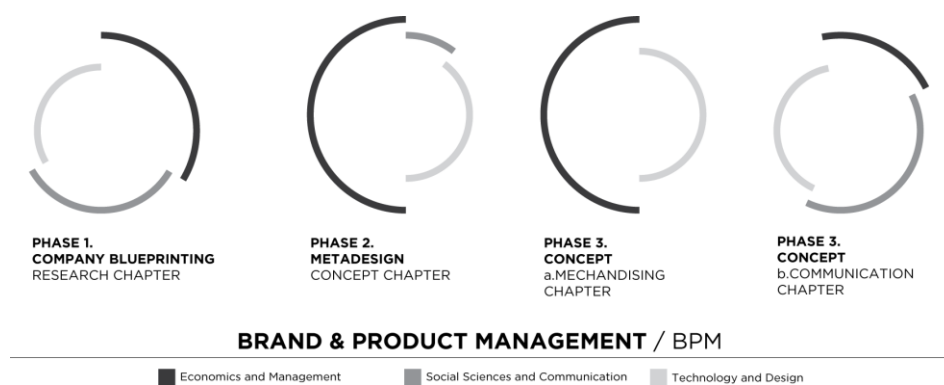 PHASE 1.
COMPANY BLUEPRINTING
RESEARCH CHAPTER
PHASE 2.
METADESIGN
CONCEPT CHAPTER
PHASE 3.
CONCEPT
a.MECHANDISING
CHAPTER
PHASE 3.
CONCEPT
b.COMMUNICATION
CHAPTER
BRAND & PRODUCT MANAGEMENT / BPM
Economics and Management
Social Sciences and Communication
Technology and Design